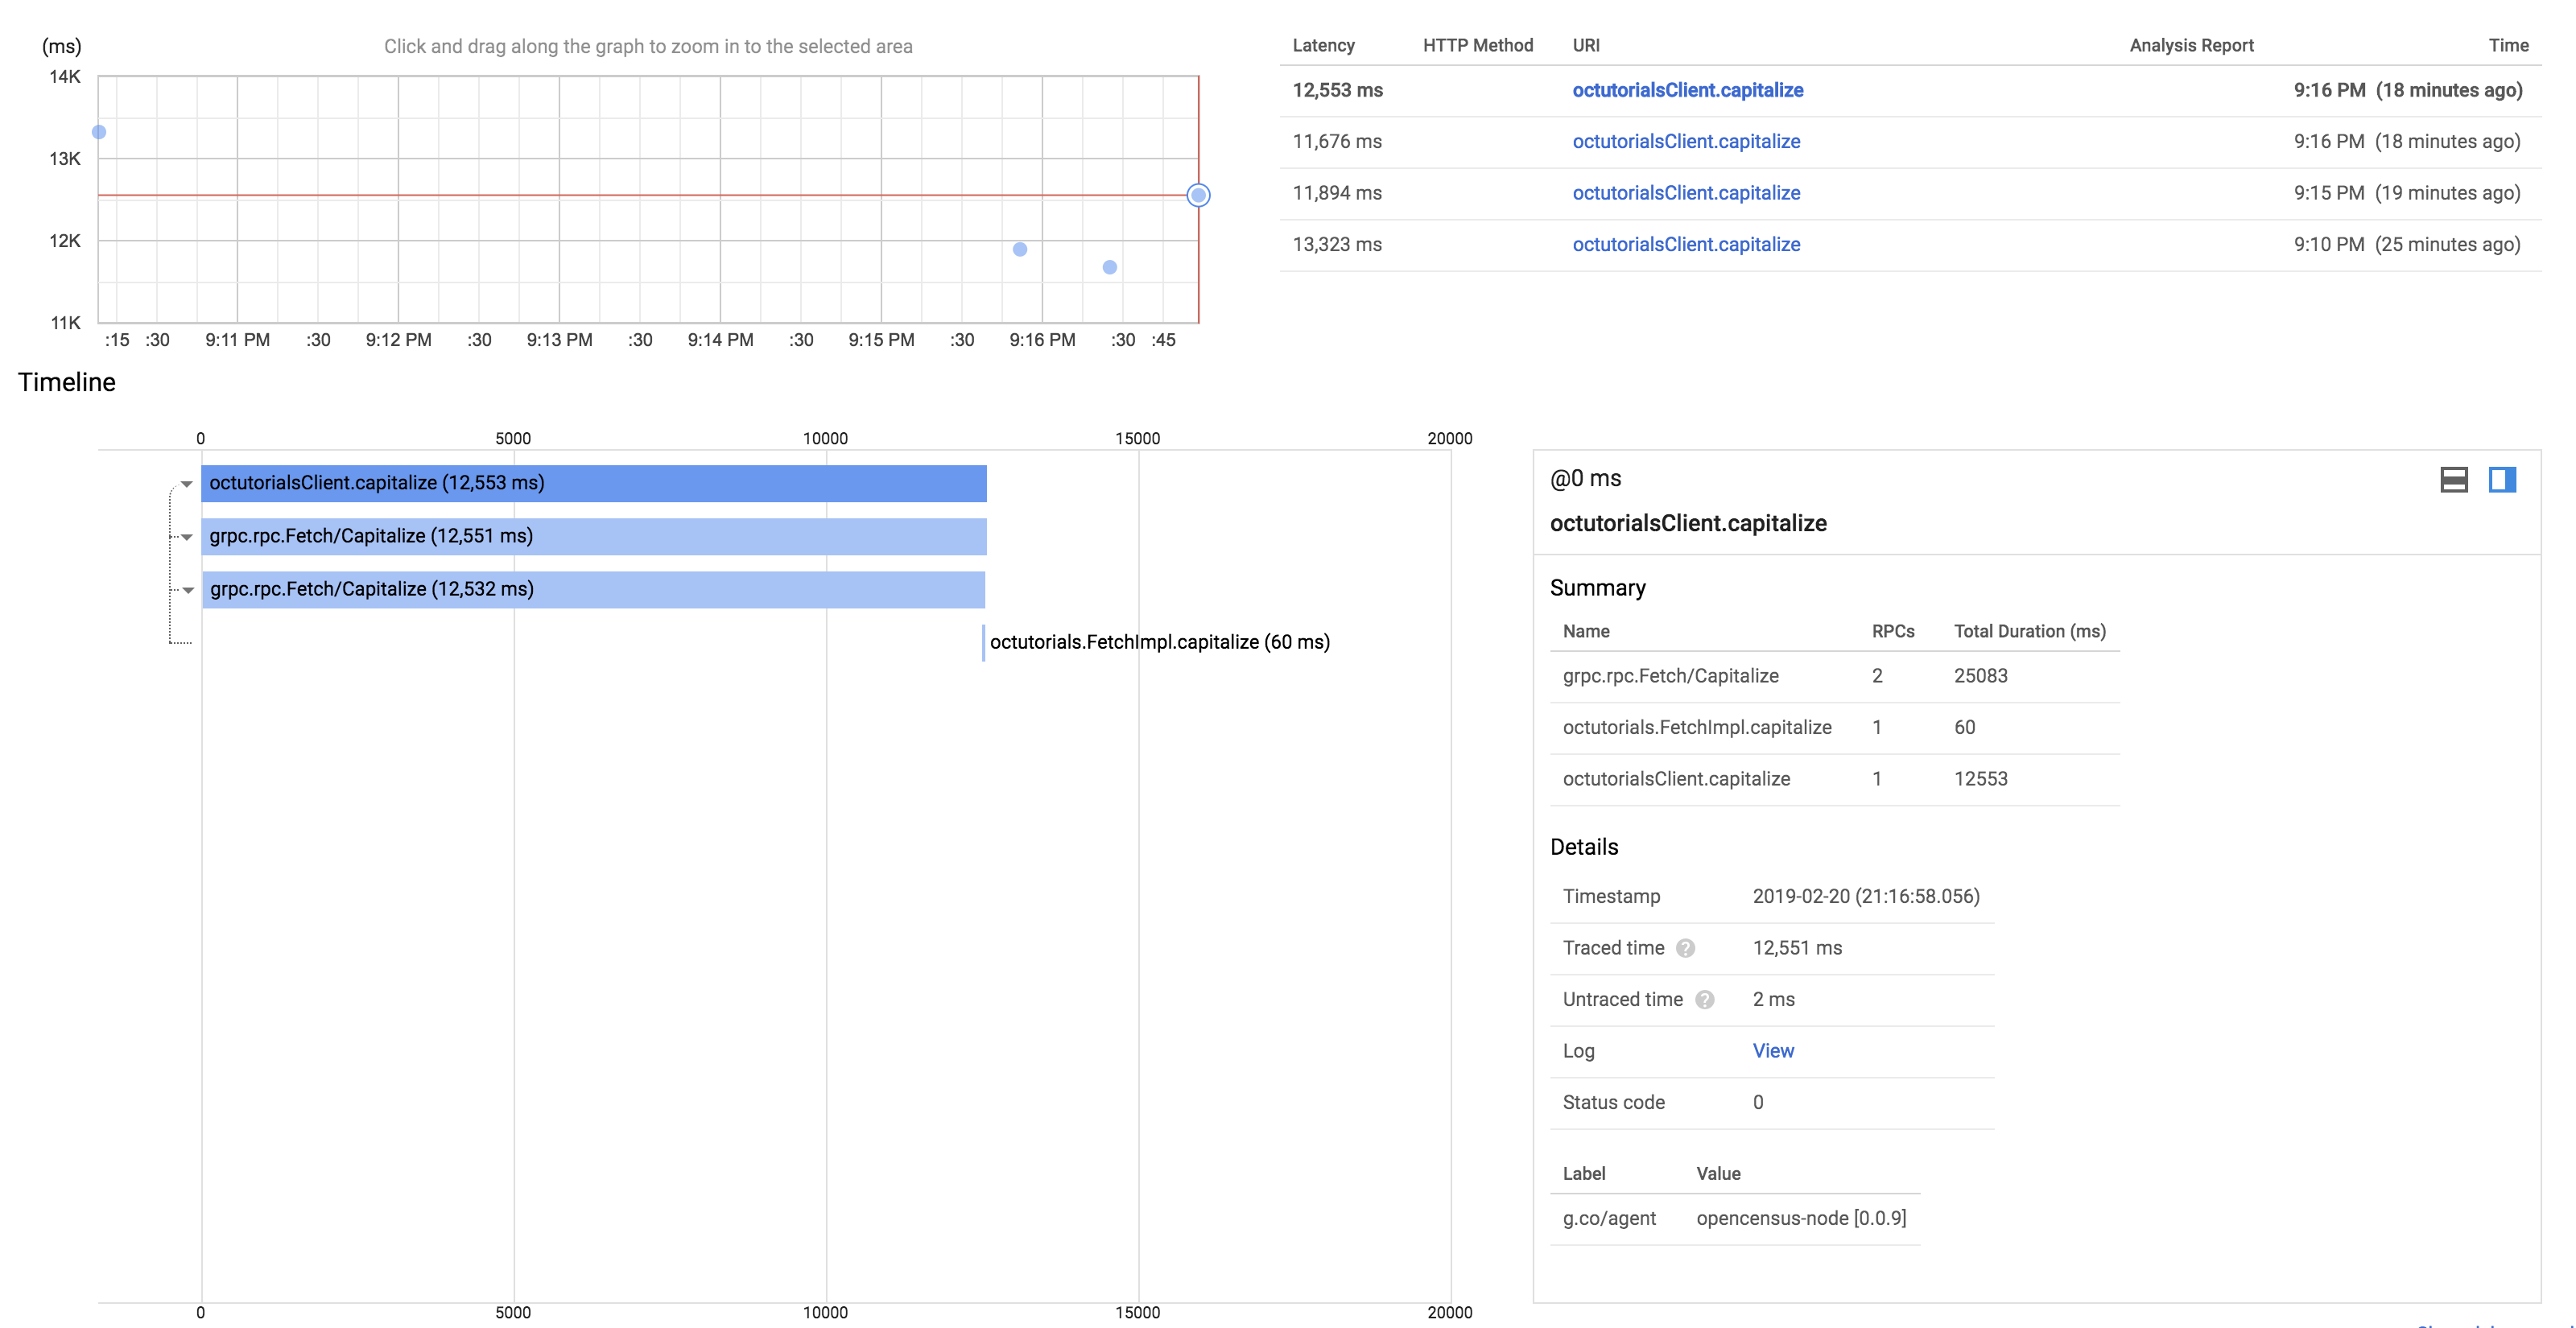 (ms)
Click and drag along the graph to zoom in to the selected area
14K
13K
12K
11K
:15 :30 9:11 PM :30 9:12 PM :30 9:13 PM :30 9:14 PM :30 9:15 PM :30 9:16 PM :30 :45
Latency HTTP Method URI Analysis Report Time
12,553 ms octutorialsClient.capitalize 9:16 PM (18 minutes ago)
11,676 ms octutorialsClient.capitalize 9:16 PM (18 minutes ago)
11,894 ms octutorialsClient.capitalize 9:15 PM (19 minutes ago)
13,323 ms octutorialsClient.capitalize 9:10 PM (25 minutes ago)
Timeline
0 5000 10000 15000 20000
octutorialsClient.capitalize (12,553 ms)
grpc.rpc.Fetch/Capitalize (12,551 ms)
grpc.rpc.Fetch/Capitalize (12,532 ms)
octutorials.FetchImpl.capitalize (60 ms)
0 5000 10000 15000 20000
@0 ms
octutorialsClient.capitalize
Summary
Name RPCs Total Duration (ms)
grpc.rpc.Fetch/Capitalize 2 25083
octutorials.FetchImpl.capitalize 1 60
octutorialsClient.capitalize 1 12553
Details
Timestamp 2019-02-20 (21:16:58.056)
Traced time ? 12,551 ms
Untraced time ? 2 ms
Log View
Status code 0
Label Value
g.co/agent opencensus-node [0.0.9]